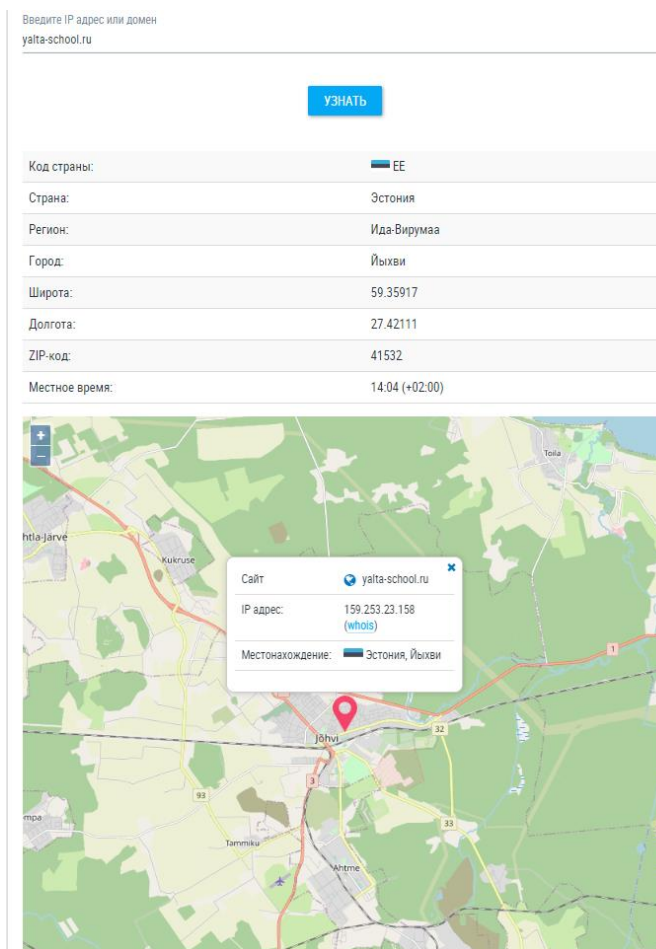 Введите IP адрес или домен
yalta-school.ru
УЗНАТЬ
Код страны: EE
Страна: Эстония
Регион: Ида-Вирумаа
Город: Йыхви
Широта: 59.35917
Долгота: 27.42111
ZIP-код: 41532
Местное время: 14:04 (+02:00)
+
−
Toila
htla-Järve
Kukruse
Сайт yalta-school.ru
IP адрес: 159.253.23.158
(whois)
Местонахождение: Эстония, Йыхви
1
Jõhvi
32
3
93
33
mpa
Tammiku
Ahtme